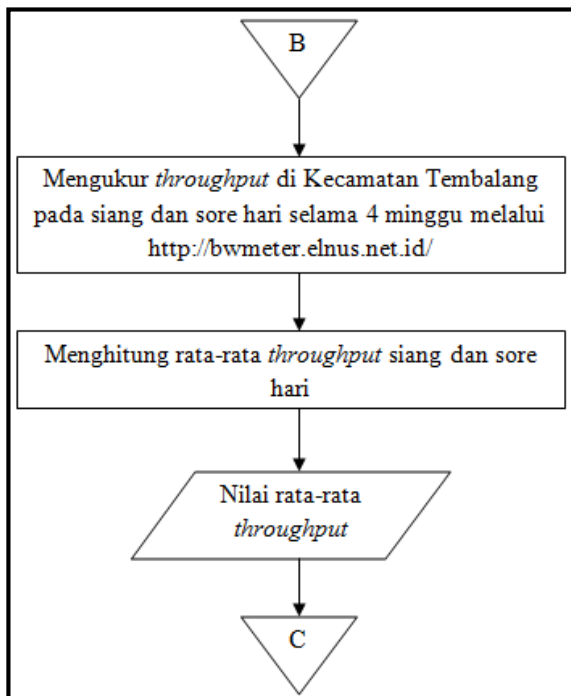 B
Mengukur throughput di Kecamatan Tembalang
pada siang dan sore hari selama 4 minggu melalui
http://bwmeter.elnus.net.id/
Menghitung rata-rata throughput siang dan sore
hari
Nilai rata-rata
throughput
C